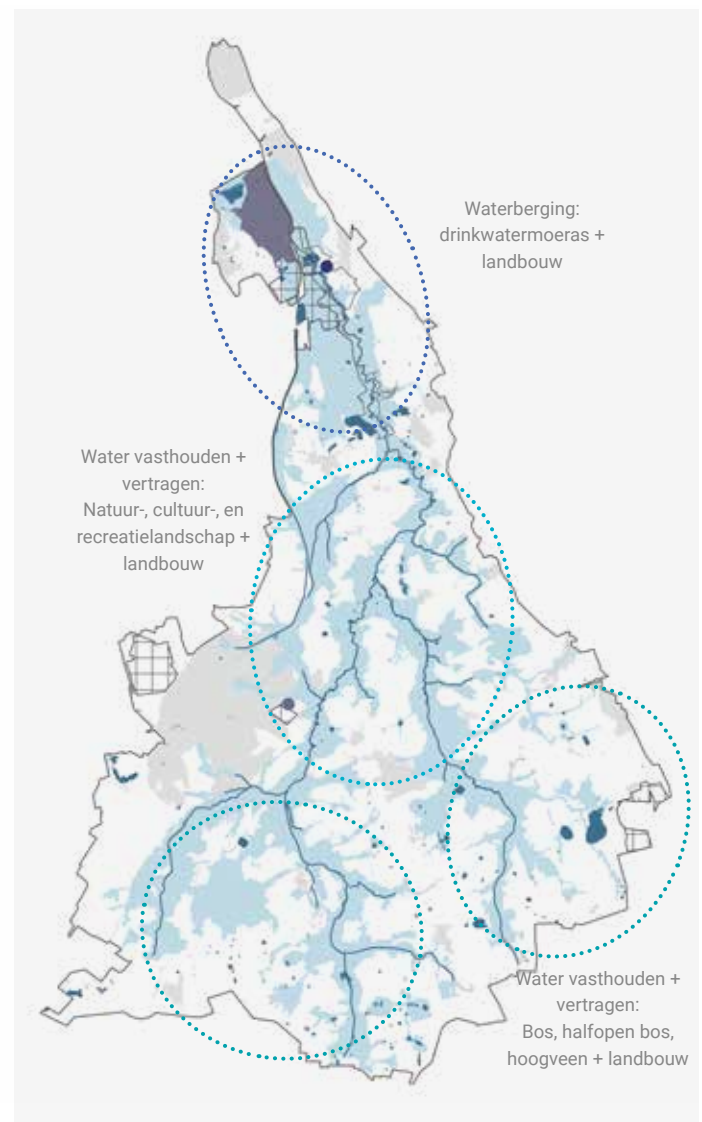 Waterberging:
drinkwatermoeras +
landbouw
Water vasthouden +
vertragen:
Natuur-, cultuur-, en
recreatielandschap +
landbouw
Water vasthouden +
vertragen:
Bos, halfopen bos,
hoogveen + landbouw